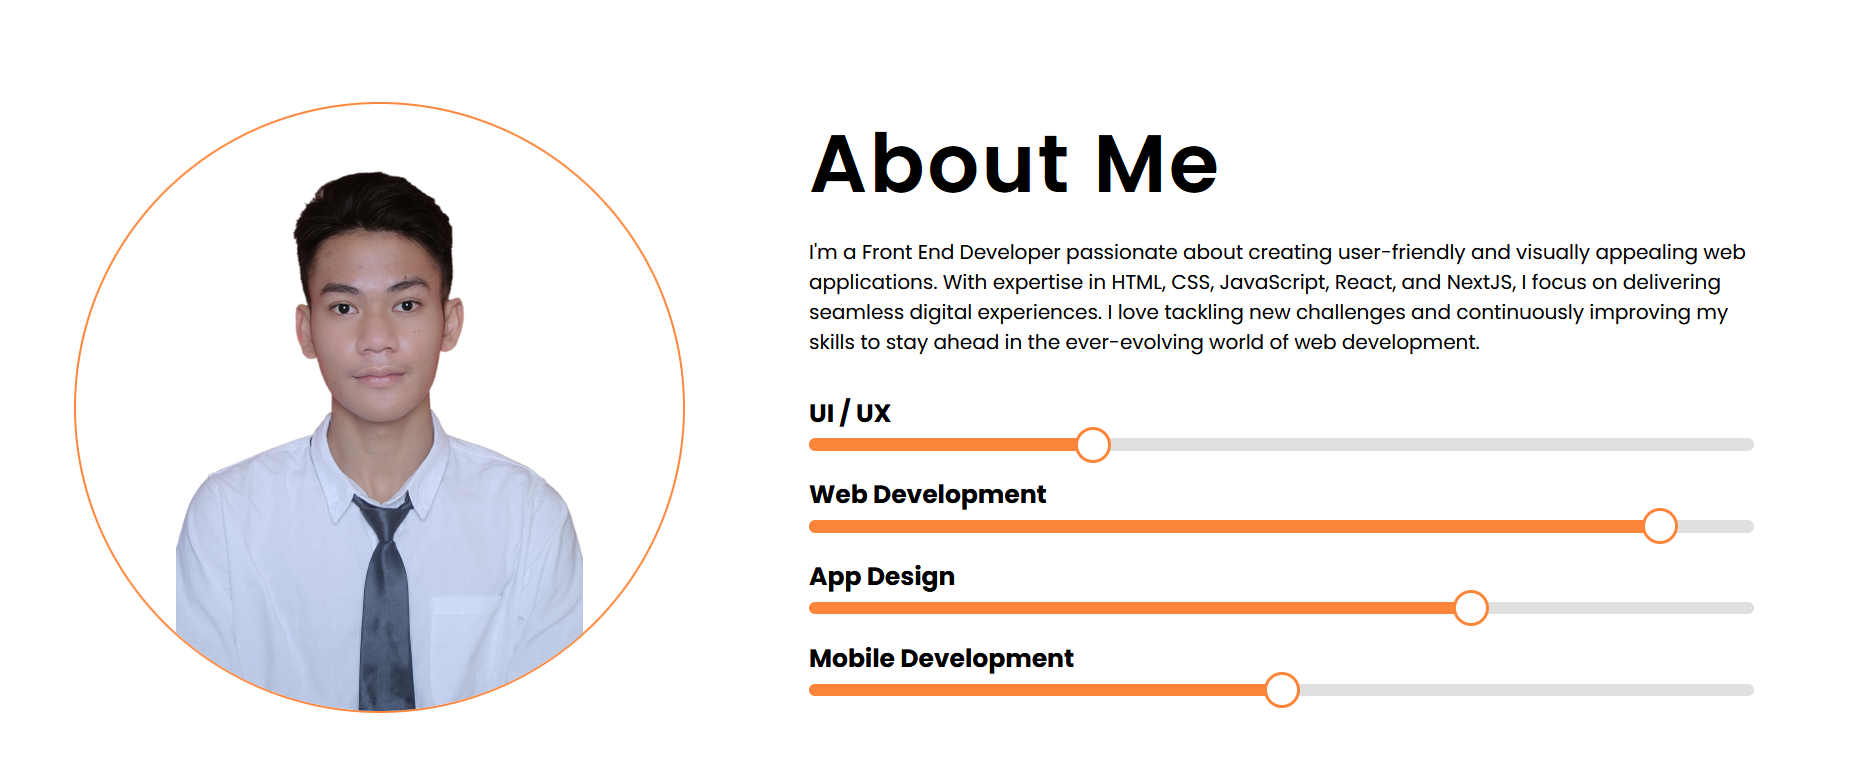 About Me
I'm a Front End Developer passionate about creating user-friendly and visually appealing web
applications. With expertise in HTML, CSS, JavaScript, React, and NextJS, I focus on delivering
seamless digital experiences. I love tackling new challenges and continuously improving my
skills to stay ahead in the ever-evolving world of web development.
UI / UX
Web Development
App Design
Mobile Development